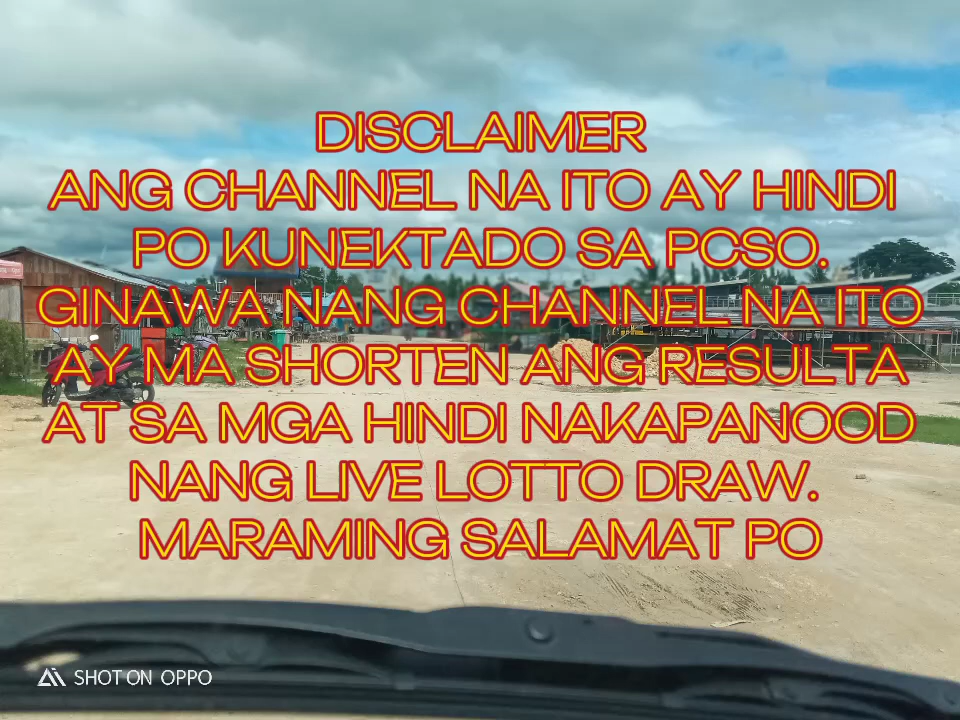 DISCLAIMER
ANG CHANNEL NA ITO AY HINDI
PO KUNEKTADO SA PCSO.
GINAWA NANG CHANNEL NA ITO
AY MA SHORTEN ANG RESULTA
AT SA MGA HINDI NAKAPANOOD
NANG LIVE LOTTO DRAW.
MARAMING SALAMAT PO
SHOT ON OPPO